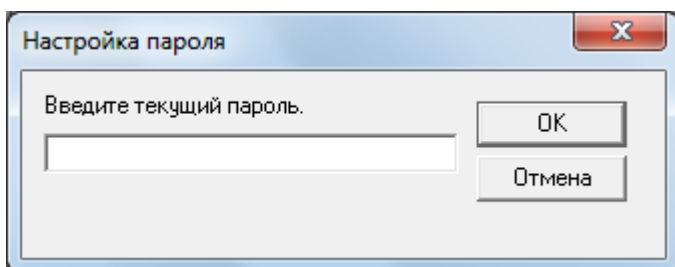 Настройка пароля
Введите текущий пароль.
OK
Отмена